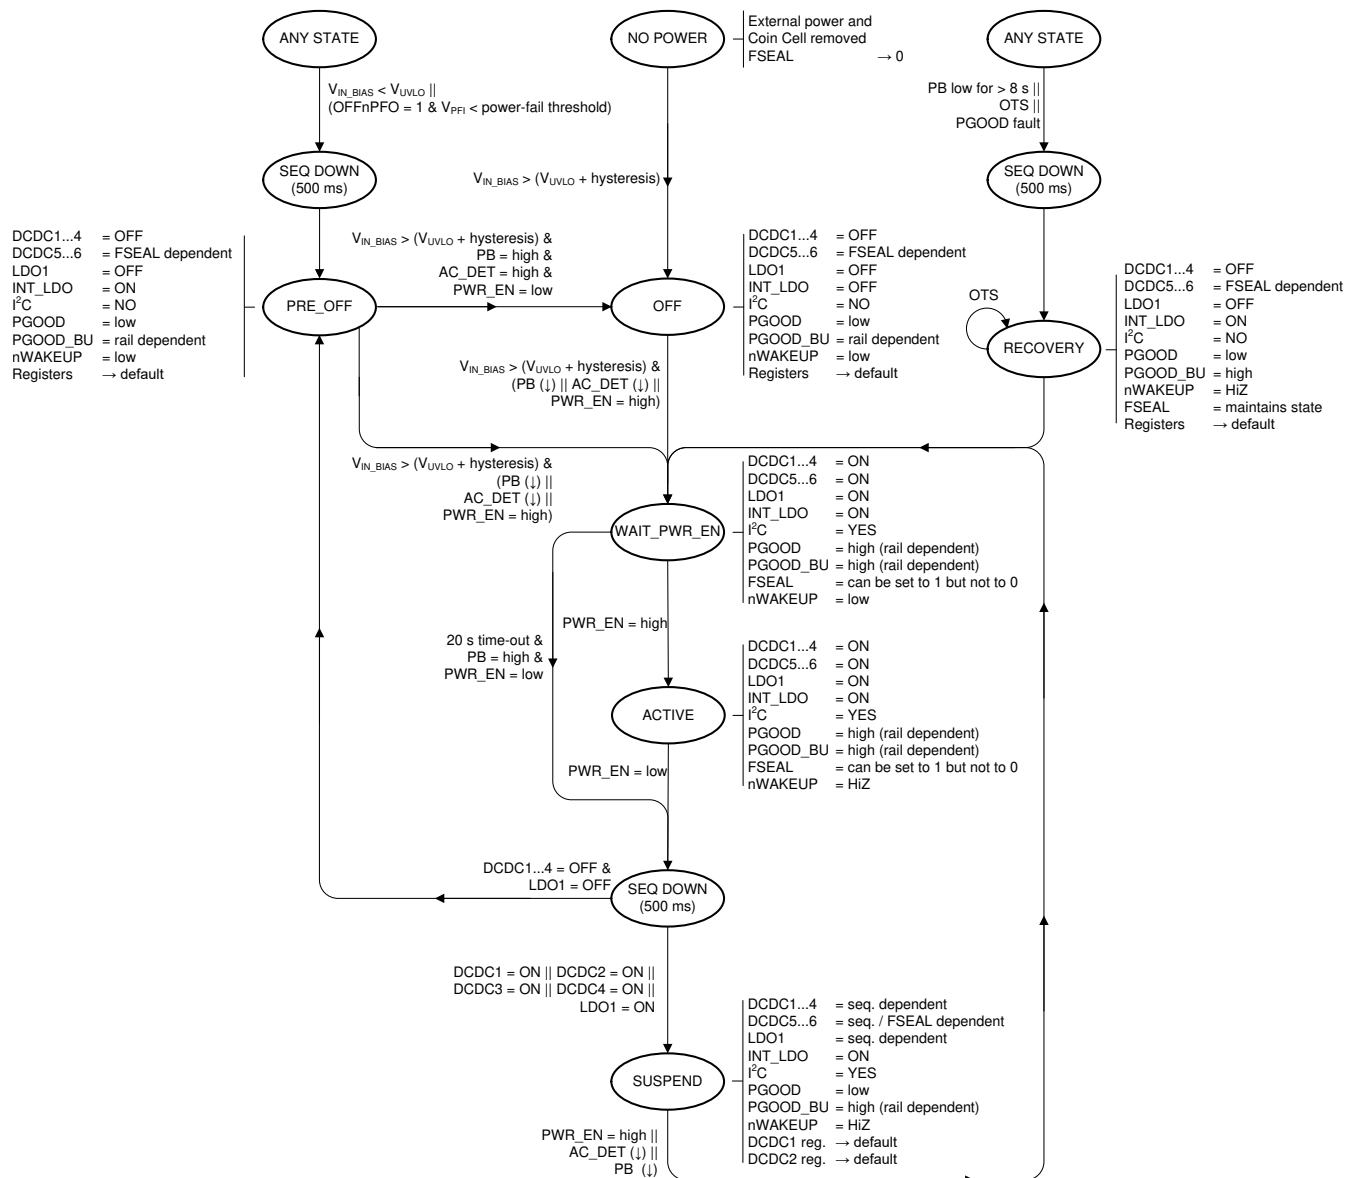 ANY STATE
NO POWER
External power and
Coin Cell removed
FSEAL → 0
ANY STATE
V_IN_BIAS < V_UVLO ||
(OFFnPFO = 1 & V_PFI < power-fail threshold)
PB low for > 8 s ||
OTS ||
PGOOD fault
SEQ DOWN
(500 ms)
V_IN_BIAS > (V_UVLO + hysteresis)
SEQ DOWN
(500 ms)
DCDC1...4 = OFF
DCDC5...6 = FSEAL dependent
LDO1 = OFF
INT_LDO = ON
I²C = NO
PGOOD = low
PGOOD_BU = rail dependent
nWAKEUP = low
Registers → default
PRE_OFF
V_IN_BIAS > (V_UVLO + hysteresis) &
PB = high &
AC_DET = high &
PWR_EN = low
OFF
DCDC1...4 = OFF
DCDC5...6 = FSEAL dependent
LDO1 = OFF
INT_LDO = OFF
I²C = NO
PGOOD = low
PGOOD_BU = rail dependent
nWAKEUP = low
Registers → default
OTS
RECOVERY
DCDC1...4 = OFF
DCDC5...6 = FSEAL dependent
LDO1 = OFF
INT_LDO = ON
I²C = NO
PGOOD = low
PGOOD_BU = high
nWAKEUP = HiZ
FSEAL = maintains state
Registers → default
V_IN_BIAS > (V_UVLO + hysteresis) &
(PB (↓) || AC_DET (↓) ||
PWR_EN = high)
V_IN_BIAS > (V_UVLO + hysteresis) &
(PB (↓) ||
AC_DET (↓) ||
PWR_EN = high)
WAIT_PWR_EN
DCDC1...4 = ON
DCDC5...6 = ON
LDO1 = ON
INT_LDO = ON
I²C = YES
PGOOD = high (rail dependent)
PGOOD_BU = high (rail dependent)
FSEAL = can be set to 1 but not to 0
nWAKEUP = low
PWR_EN = high
20 s time-out &
PB = high &
PWR_EN = low
ACTIVE
DCDC1...4 = ON
DCDC5...6 = ON
LDO1 = ON
INT_LDO = ON
I²C = YES
PGOOD = high (rail dependent)
PGOOD_BU = high (rail dependent)
FSEAL = can be set to 1 but not to 0
nWAKEUP = HiZ
PWR_EN = low
DCDC1...4 = OFF &
LDO1 = OFF
SEQ DOWN
(500 ms)
DCDC1 = ON || DCDC2 = ON ||
DCDC3 = ON || DCDC4 = ON ||
LDO1 = ON
SUSPEND
DCDC1...4 = seq. dependent
DCDC5...6 = seq. / FSEAL dependent
LDO1 = seq. dependent
INT_LDO = ON
I²C = YES
PGOOD = low
PGOOD_BU = high (rail dependent)
nWAKEUP = HiZ
DCDC1 reg. → default
DCDC2 reg. → default
PWR_EN = high ||
AC_DET (↓) ||
PB (↓)